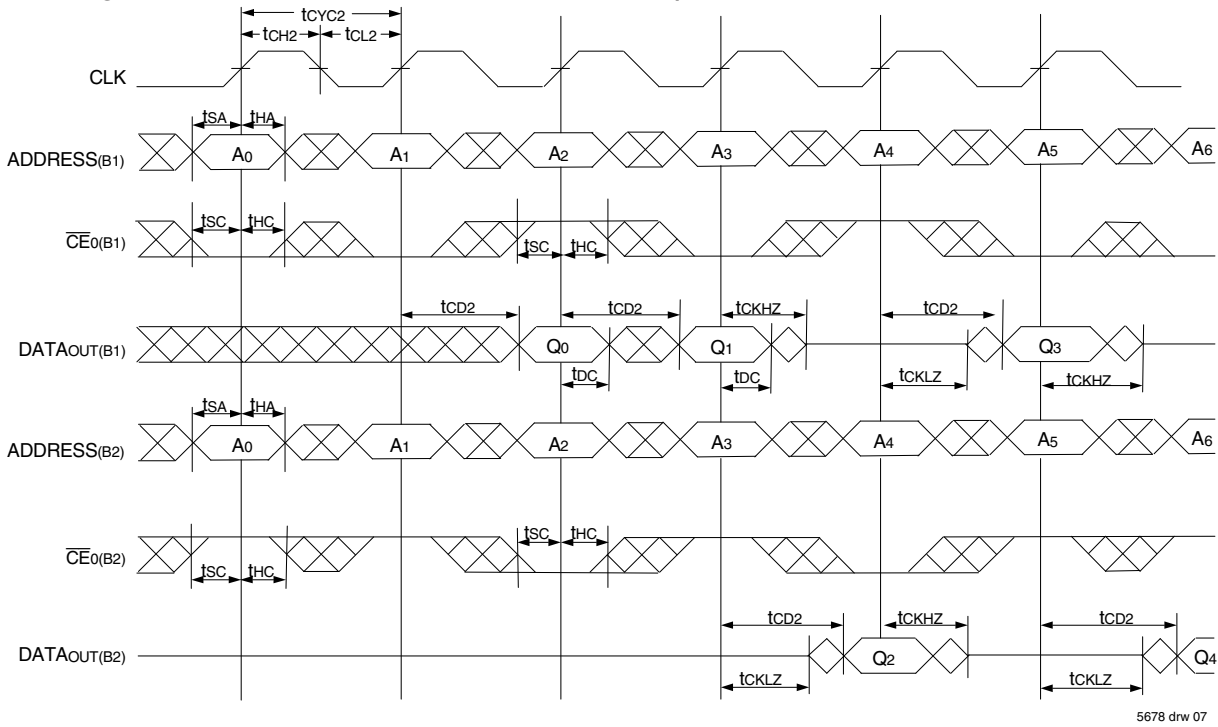 tCYC2
tCH2 tCL2
CLK
tSA tHA
ADDRESS(B1) A0 A1 A2 A3 A4 A5 A6
tSC tHC
CE0(B1)
tSC tHC
tCD2 tCD2 tCKHZ tCD2
DATAOUT(B1) Q0 Q1 Q3
tDC tDC tCKLZ tCKHZ
tSA tHA
ADDRESS(B2) A0 A1 A2 A3 A4 A5 A6
tSC tHC
CE0(B2)
tSC tHC
tCD2 tCKHZ tCD2
DATAOUT(B2) Q2 Q4
tCKLZ tCKLZ
5678 drw 07